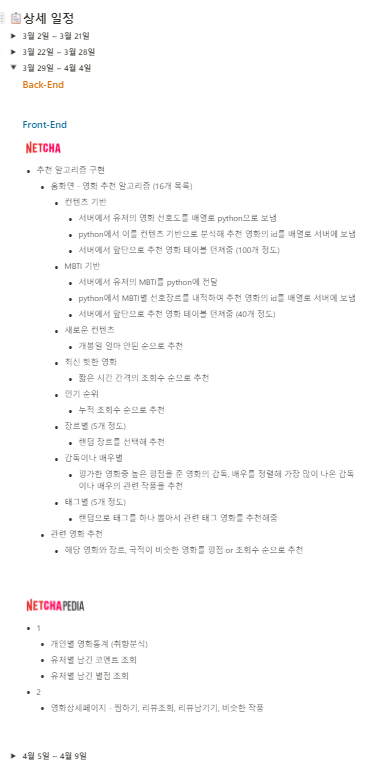 상세 일정
3월 2일 ~ 3월 21일
3월 22일 ~ 3월 28일
3월 29일 ~ 4월 4일
Back-End
Front-End
NETCHA
추천 알고리즘 구현
홈화면 - 영화 추천 알고리즘 (16개 목록)
컨텐츠 기반
서버에서 유저의 영화 선호도를 배열로 python으로 보냄
python에서 이를 컨텐츠 기반으로 분석해 추천 영화의 id를 배열로 서버에 보냄
서버에서 앞단으로 추천 영화 테이블 던져줌 (100개 정도)
MBTI 기반
서버에서 유저의 MBTI를 python에 전달
python에서 MBTI별 선호장르를 내적하여 추천 영화의 id를 배열로 서버에 보냄
서버에서 앞단으로 추천 영화 테이블 던져줌 (40개 정도)
새로운 컨텐츠
개봉일 얼마 안된 순으로 추천
최신 핫한 영화
짧은 시간 간격의 조회수 순으로 추천
인기 순위
누적 조회수 순으로 추천
장르별 (5개 정도)
랜덤 장르를 선택해 추천
감독이나 배우별
평가한 영화중 높은 평점을 준 영화의 감독, 배우를 정렬해 가장 많이 나온 감독
이나 배우의 관련 작품을 추천
태그별 (5개 정도)
랜덤으로 태그를 하나 뽑아서 관련 태그 영화를 추천해줌
관련 영화 추천
해당 영화와 장르, 국적이 비슷한 영화를 평점 or 조회수 순으로 추천
NETCHAPEDIA
1
개인별 영화통계 (취향분석)
유저별 남긴 코멘트 조회
유저별 남긴 별점 조회
2
영화상세페이지 - 찜하기, 리뷰조회, 리뷰남기기, 비슷한 작품
4월 5일 ~ 4월 9일